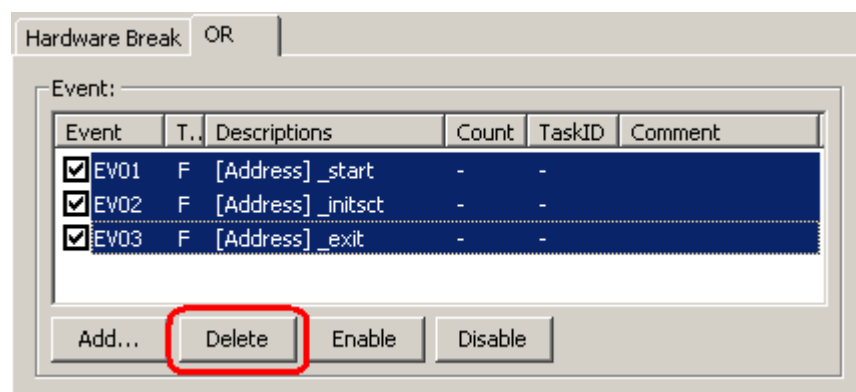 Hardware Break OR
Event:
Event T.. Descriptions Count TaskID Comment
EV01 F [Address] _start - -
EV02 F [Address] _initsct - -
EV03 F [Address] _exit - -
Add... Delete Enable Disable